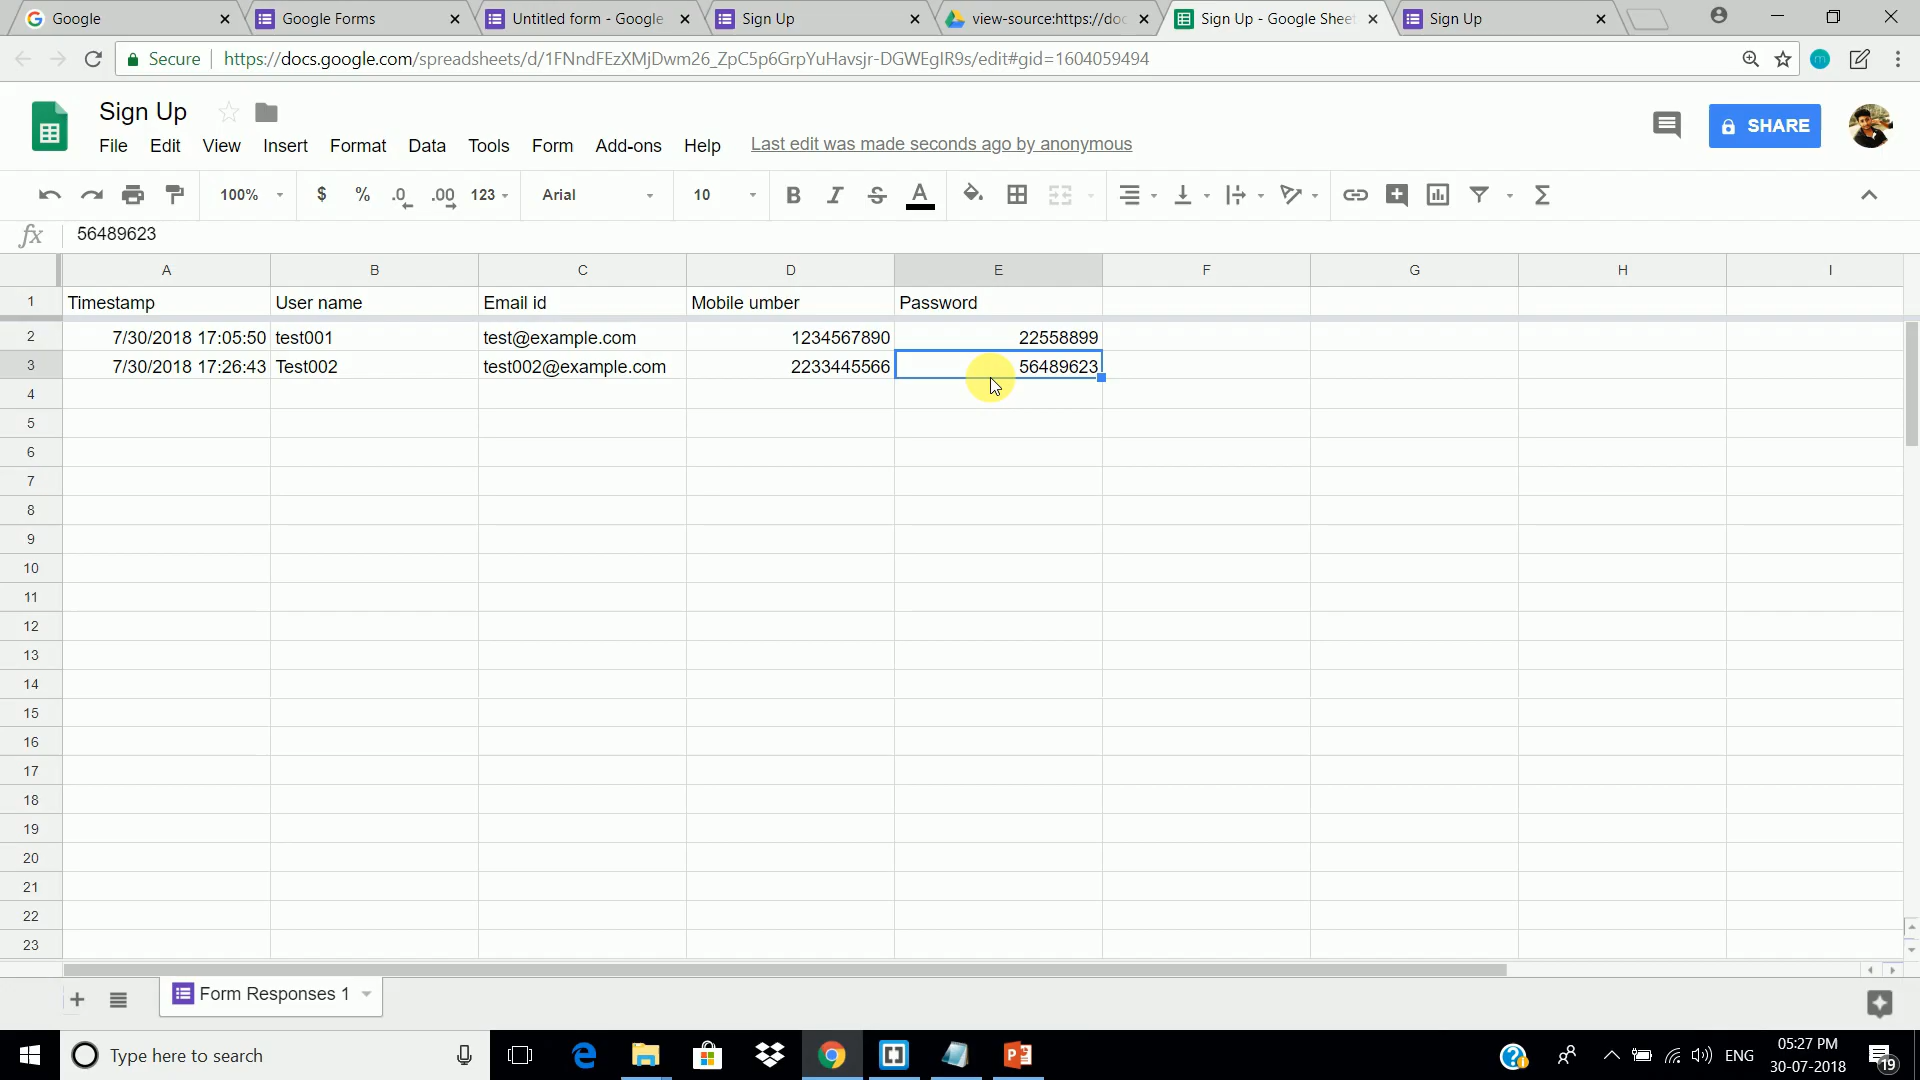 Google
Google Forms
Untitled form - Google
Sign Up
view-source:https://doc
Sign Up - Google Sheet
Sign Up
Secure https://docs.google.com/spreadsheets/d/1FNndFEzXMjDwm26_ZpC5p6GrpYuHavsjr-DGWEgIR9s/edit#gid=1604059494
m
Sign Up
File Edit View Insert Format Data Tools Form Add-ons Help Last edit was made seconds ago by anonymous
SHARE
100% $ % .0 .00 123 Arial 10 B I S A Σ
fx 56489623
A B C D E F G H I
1 Timestamp User name Email id Mobile umber Password
2 7/30/2018 17:05:50 test001 test@example.com 1234567890 22558899
3 7/30/2018 17:26:43 Test002 test002@example.com 2233445566 56489623
4
5
6
7
8
9
10
11
12
13
14
15
16
17
18
19
20
21
22
23
Form Responses 1
Type here to search
ENG
05:27 PM
30-07-2018
19